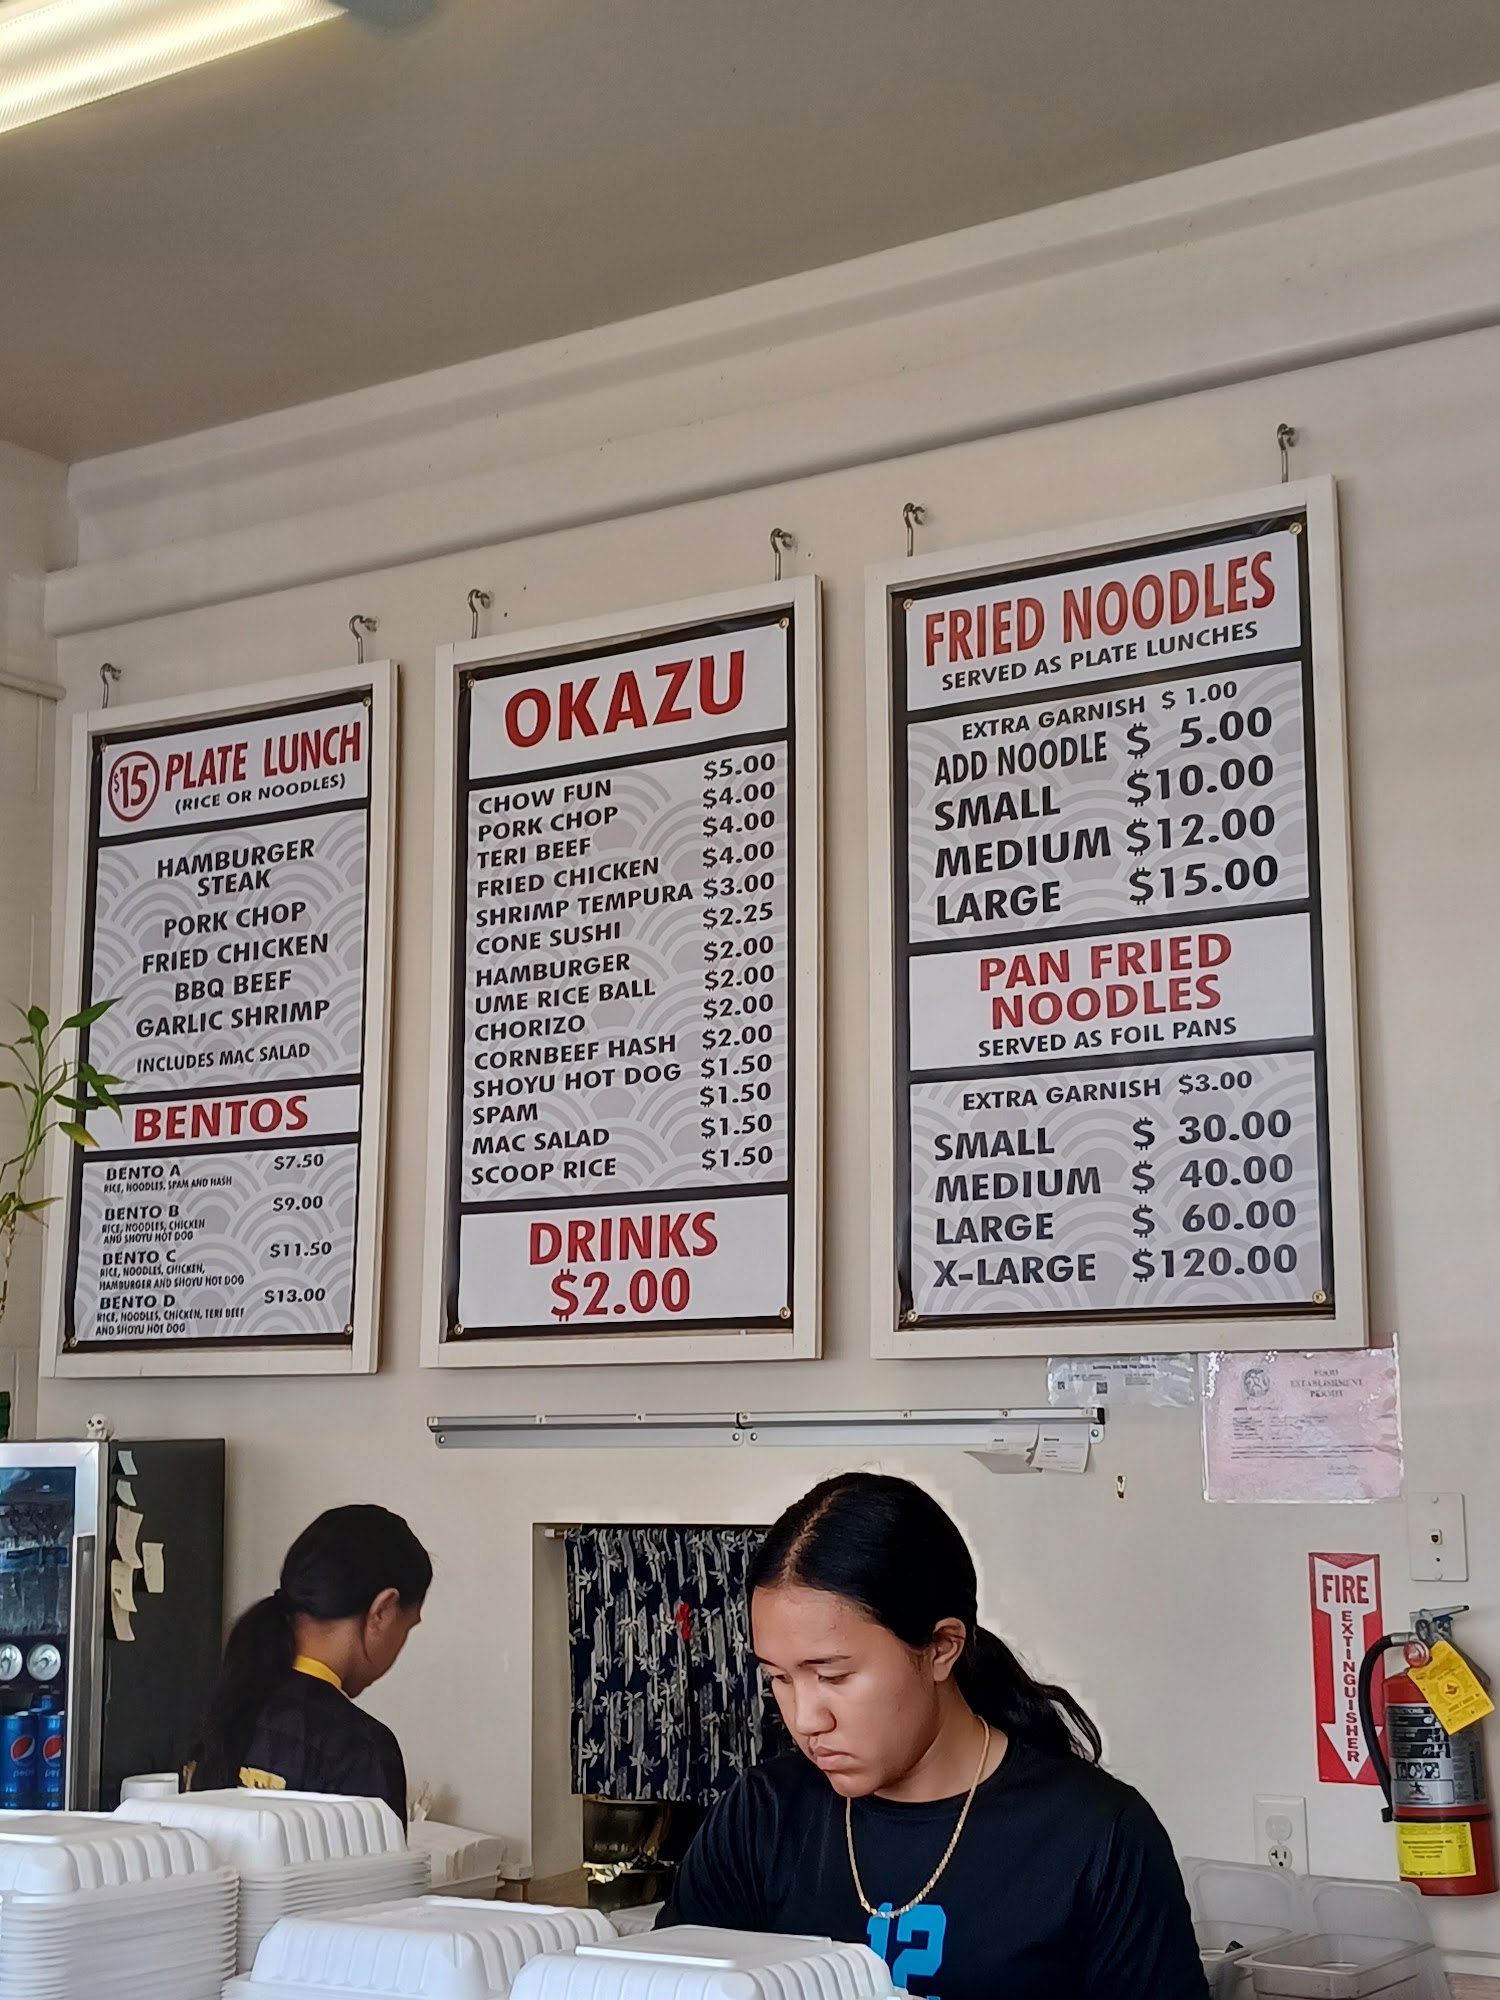 $15 PLATE LUNCH
(RICE OR NOODLES)
HAMBURGER
STEAK
PORK CHOP
FRIED CHICKEN
BBQ BEEF
GARLIC SHRIMP
INCLUDES MAC SALAD
BENTOS
BENTO A $7.50
RICE, NOODLES, SPAM AND HASH
BENTO B $9.00
RICE, NOODLES, CHICKEN
AND SHOYU HOT DOG
BENTO C $11.50
RICE, NOODLES, CHICKEN,
HAMBURGER AND SHOYU HOT DOG
BENTO D $13.00
RICE, NOODLES, CHICKEN, TERI BEEF
AND SHOYU HOT DOG
OKAZU
CHOW FUN $5.00
PORK CHOP $4.00
TERI BEEF $4.00
FRIED CHICKEN $4.00
SHRIMP TEMPURA $3.00
CONE SUSHI $2.25
HAMBURGER $2.00
UME RICE BALL $2.00
CHORIZO $2.00
CORNBEEF HASH $2.00
SHOYU HOT DOG $1.50
SPAM $1.50
MAC SALAD $1.50
SCOOP RICE $1.50
DRINKS
$2.00
FRIED NOODLES
SERVED AS PLATE LUNCHES
EXTRA GARNISH $ 1.00
ADD NOODLE $ 5.00
SMALL $10.00
MEDIUM $12.00
LARGE $15.00
PAN FRIED
NOODLES
SERVED AS FOIL PANS
EXTRA GARNISH $3.00
SMALL $ 30.00
MEDIUM $ 40.00
LARGE $ 60.00
X-LARGE $120.00
FOOD
ESTABLISHMENT
PERMIT
FIRE
EXTINGUISHER
pepsi
12